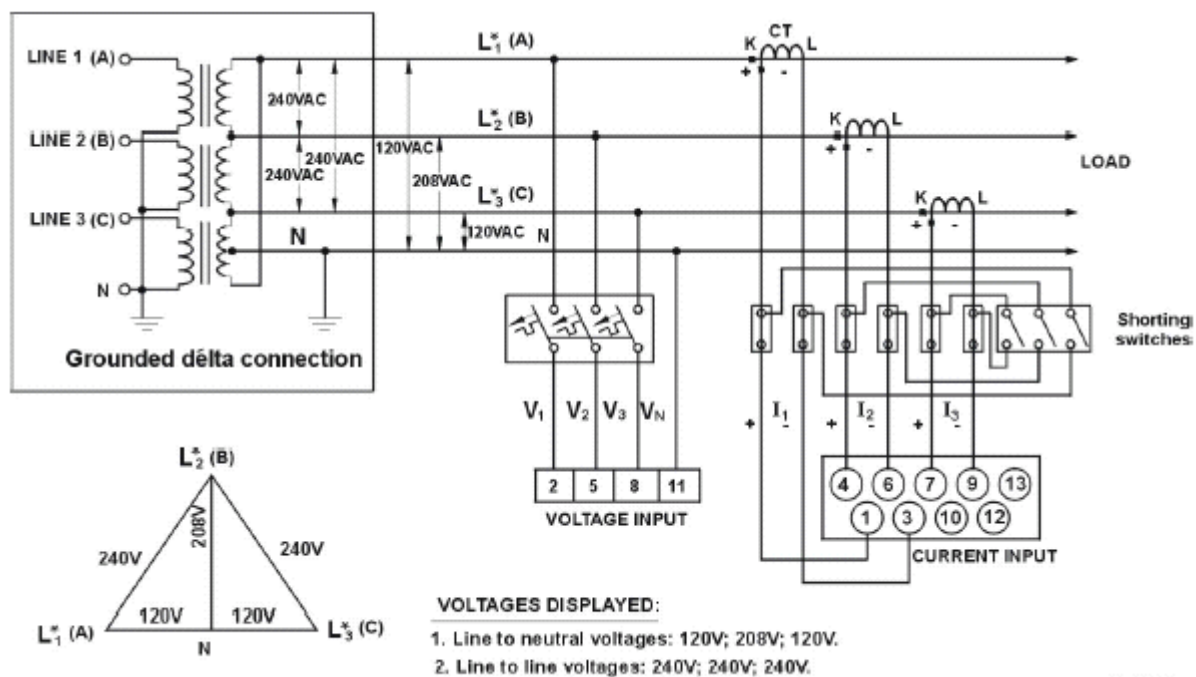 LINE 1 (A)
LINE 2 (B)
LINE 3 (C)
N
N
Grounded delta connection
240VAC
240VAC
240VAC
120VAC
208VAC
120VAC
L*1 (A)
L*2 (B)
L*3 (C)
N
K CT L
+ -
K L
+ -
K L
+ -
LOAD
Shorting
switches
V1 V2 V3 VN
+ I1 - + I2 - + I3 -
2 5 8 11
VOLTAGE INPUT
4 6 7 9 13
1 3 10 12
CURRENT INPUT
L*2 (B)
240V 208V 240V
120V 120V
L*1 (A) N L*3 (C)
VOLTAGES DISPLAYED:
1. Line to neutral voltages: 120V; 208V; 120V.
2. Line to line voltages: 240V; 240V; 240V.